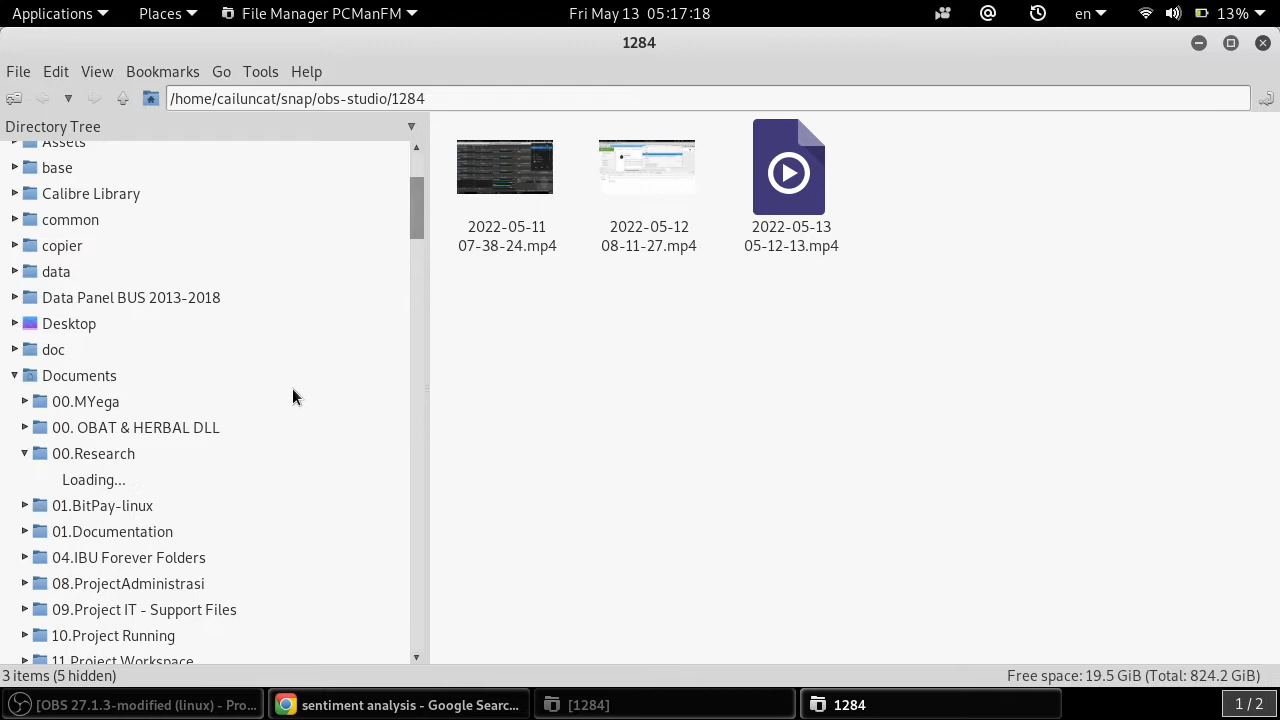 Applications Places File Manager PCManFM Fri May 13 05:17:18 en 13%
1284
File Edit View Bookmarks Go Tools Help
/home/cailuncat/snap/obs-studio/1284
Directory Tree
Assets
base
Calibre Library
common
copier
data
Data Panel BUS 2013-2018
Desktop
doc
Documents
00.MYega
00. OBAT & HERBAL DLL
00.Research
Loading...
01.BitPay-linux
01.Documentation
04.IBU Forever Folders
08.ProjectAdministrasi
09.Project IT - Support Files
10.Project Running
11.Project Workspace
2022-05-11
07-38-24.mp4
2022-05-12
08-11-27.mp4
2022-05-13
05-12-13.mp4
3 items (5 hidden) Free space: 19.5 GiB (Total: 824.2 GiB)
[OBS 27.1.3-modified (linux) - Pro... sentiment analysis - Google Searc... [1284] 1284 1 / 2